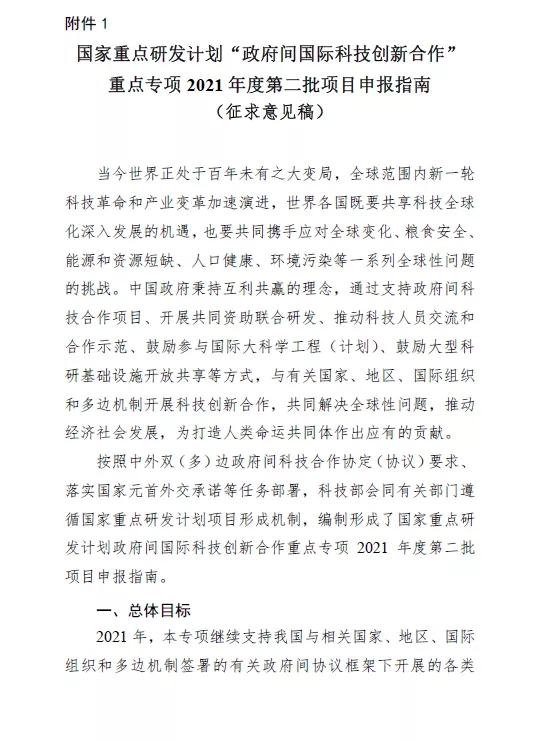 附件 1
国家重点研发计划“政府间国际科技创新合作”
重点专项 2021 年度第二批项目申报指南
（征求意见稿）
当今世界正处于百年未有之大变局，全球范围内新一轮
科技革命和产业变革加速演进，世界各国既要共享科技全球
化深入发展的机遇，也要共同携手应对全球变化、粮食安全、
能源和资源短缺、人口健康、环境污染等一系列全球性问题
的挑战。中国政府秉持互利共赢的理念，通过支持政府间科
技合作项目、开展共同资助联合研发、推动科技人员交流和
合作示范、鼓励参与国际大科学工程（计划）、鼓励大型科
研基础设施开放共享等方式，与有关国家、地区、国际组织
和多边机制开展科技创新合作，共同解决全球性问题，推动
经济社会发展，为打造人类命运共同体作出应有的贡献。
按照中外双（多）边政府间科技合作协定（协议）要求、
落实国家元首外交承诺等任务部署，科技部会同有关部门遵
循国家重点研发计划项目形成机制，编制形成了国家重点研
发计划政府间国际科技创新合作重点专项 2021 年度第二批
项目申报指南。
一、总体目标
2021 年，本专项继续支持我国与相关国家、地区、国际
组织和多边机制签署的有关政府间协议框架下开展的各类